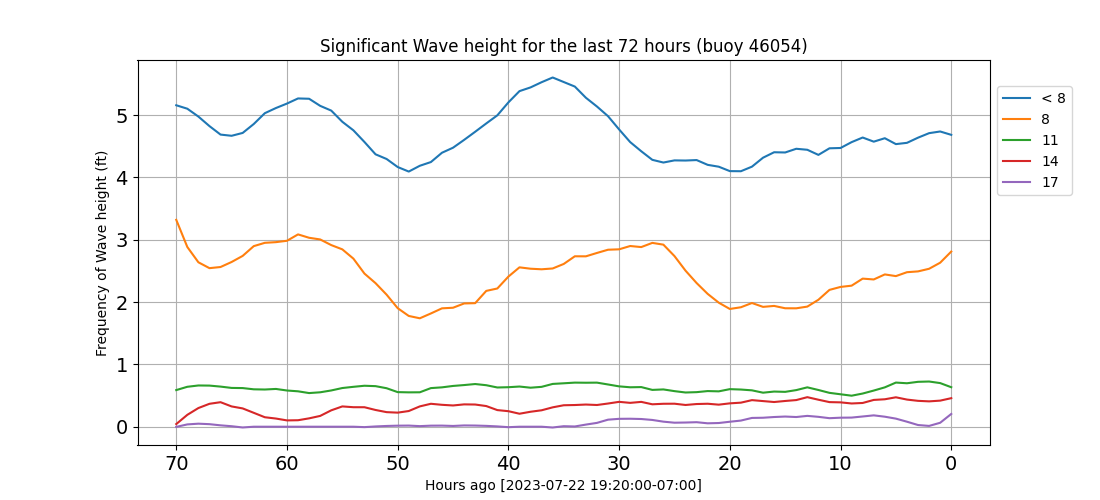 Significant Wave height for the last 72 hours (buoy 46054)
Frequency of Wave height (ft)
5
4
3
2
1
0
70 60 50 40 30 20 10 0
Hours ago [2023-07-22 19:20:00-07:00]
< 8
8
11
14
17